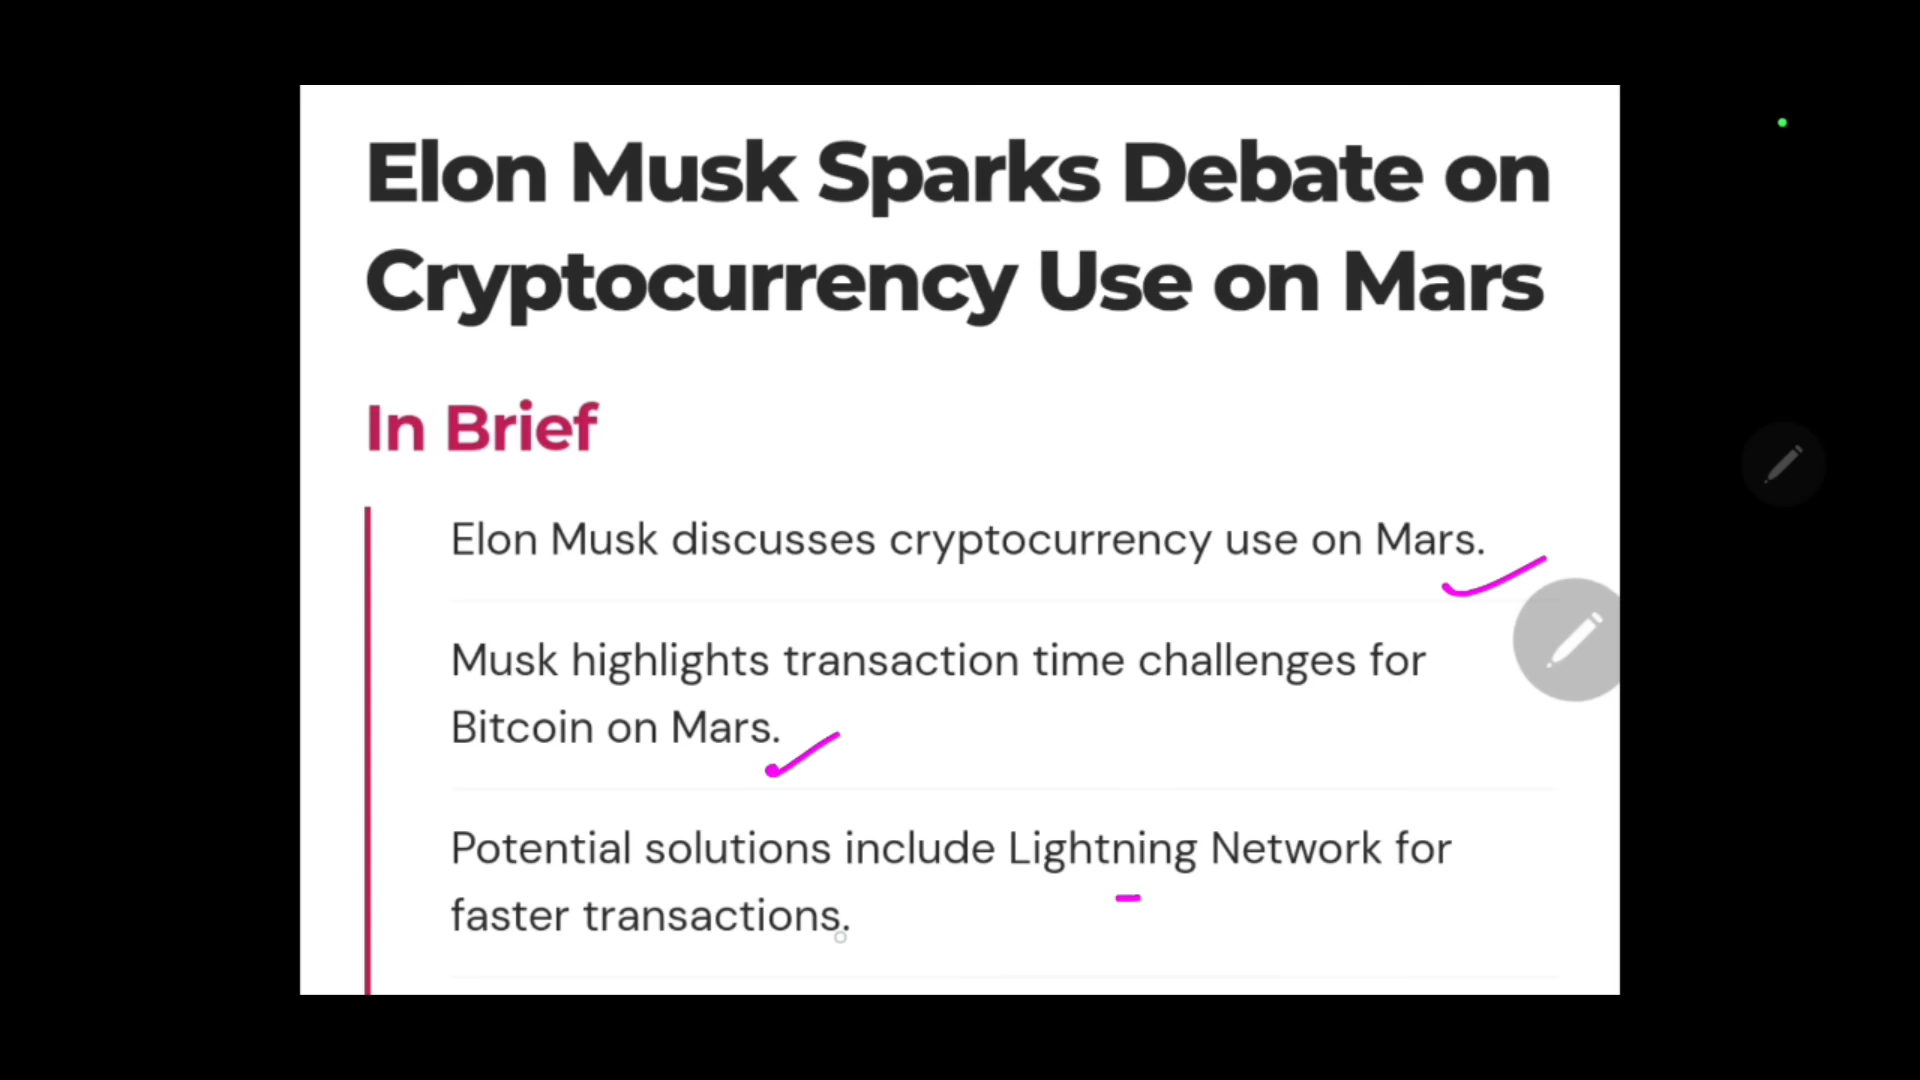 Elon Musk Sparks Debate on
Cryptocurrency Use on Mars
In Brief
Elon Musk discusses cryptocurrency use on Mars.
Musk highlights transaction time challenges for
Bitcoin on Mars.
Potential solutions include Lightning Network for
faster transactions.